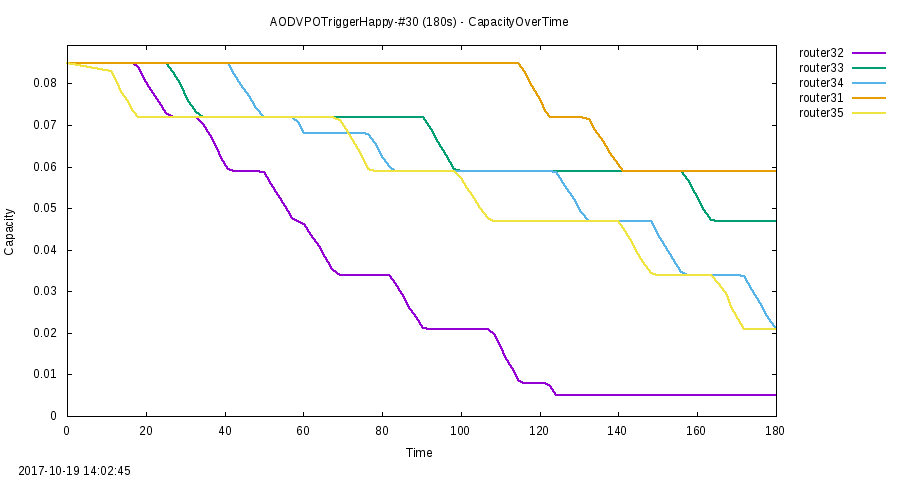 AODVPOTriggerHappy-#30 (180s) - CapacityOverTime
router32
router33
router34
router31
router35
0.08
0.07
0.06
0.05
0.04
0.03
0.02
0.01
0
Capacity
0 20 40 60 80 100 120 140 160 180
Time
2017-10-19 14:02:45